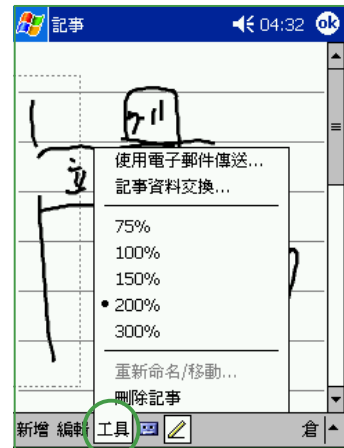 記事 04:32 ok
立
使用電子郵件傳送...
記事資料交換...
75%
100%
150%
200%
300%
重新命名/移動...
刪除記事
新增 編輯 工具 倉